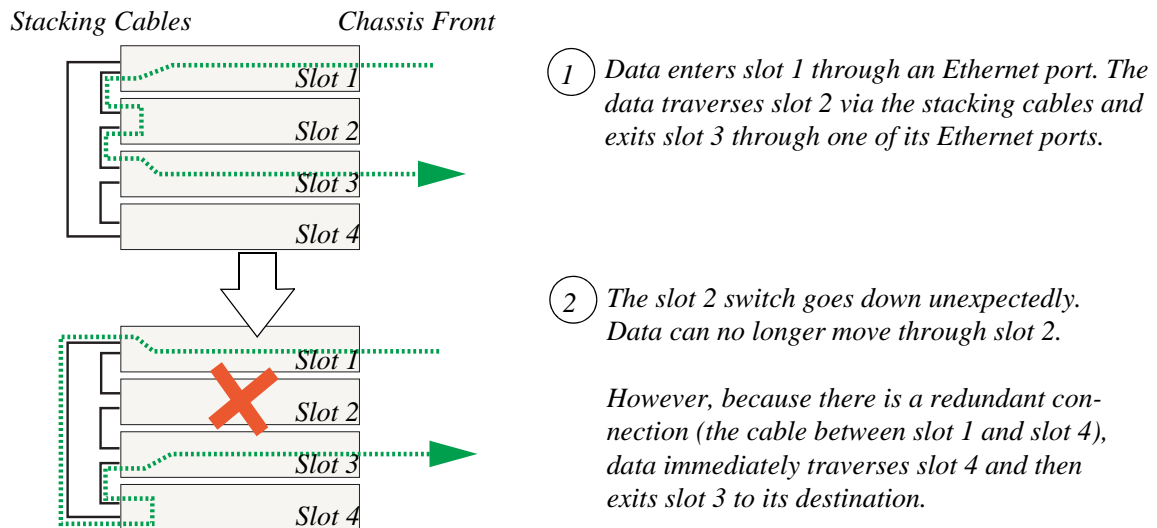 Stacking Cables
Chassis Front
Slot 1
Slot 2
Slot 3
Slot 4
1
Data enters slot 1 through an Ethernet port. The
data traverses slot 2 via the stacking cables and
exits slot 3 through one of its Ethernet ports.
Slot 1
Slot 2
Slot 3
Slot 4
2
The slot 2 switch goes down unexpectedly.
Data can no longer move through slot 2.
However, because there is a redundant con-
nection (the cable between slot 1 and slot 4),
data immediately traverses slot 4 and then
exits slot 3 to its destination.